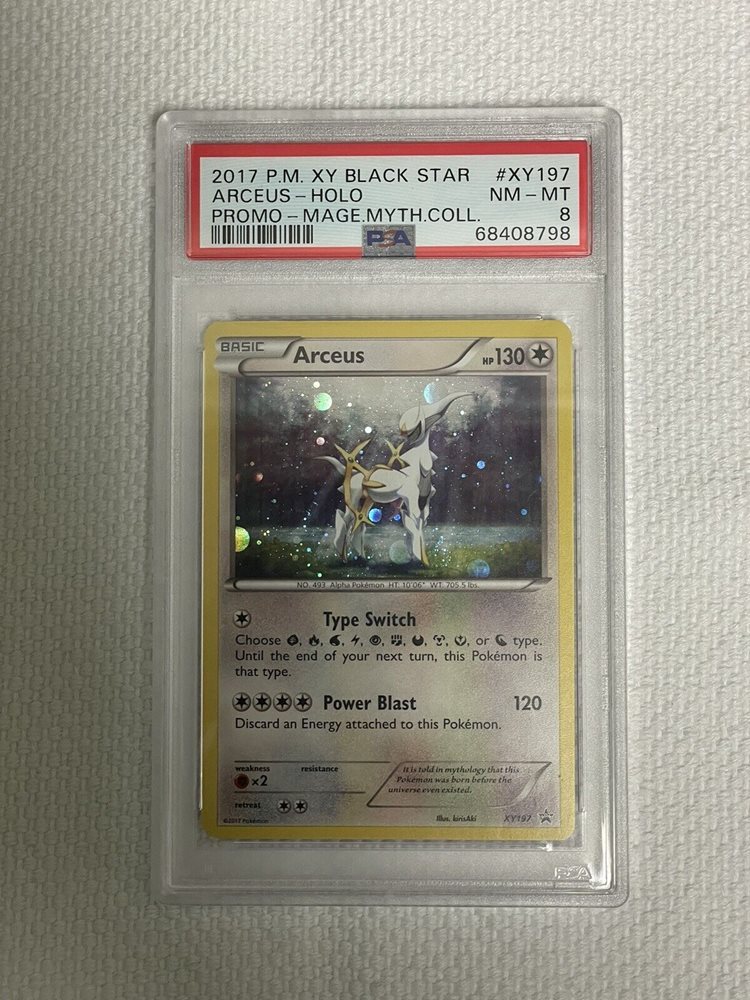 2017 P.M. XY BLACK STAR #XY197
ARCEUS - HOLO NM - MT
PROMO - MAGE.MYTH.COLL. 8
PSA 68408798
BASIC Arceus HP 130
NO. 493 Alpha Pokémon HT: 10'06" WT: 705.5 lbs.
Type Switch
Choose , , , , , , , , , or type.
Until the end of your next turn, this Pokémon is
that type.
Power Blast 120
Discard an Energy attached to this Pokémon.
weakness resistance
×2
It is told in mythology that this
Pokémon was born before the
universe even existed.
retreat
©2017 Pokémon Illus. kirisAki XY197
PSA